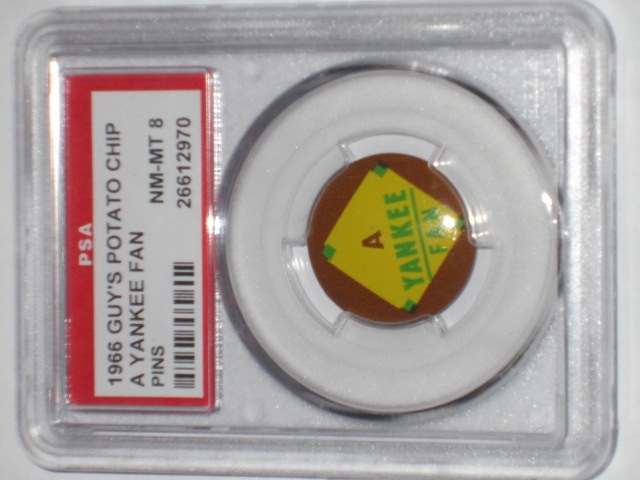 PSA
1966 GUY'S POTATO CHIP
A YANKEE FAN NM-MT 8
PINS 26612970
A
YANKEE
FAN